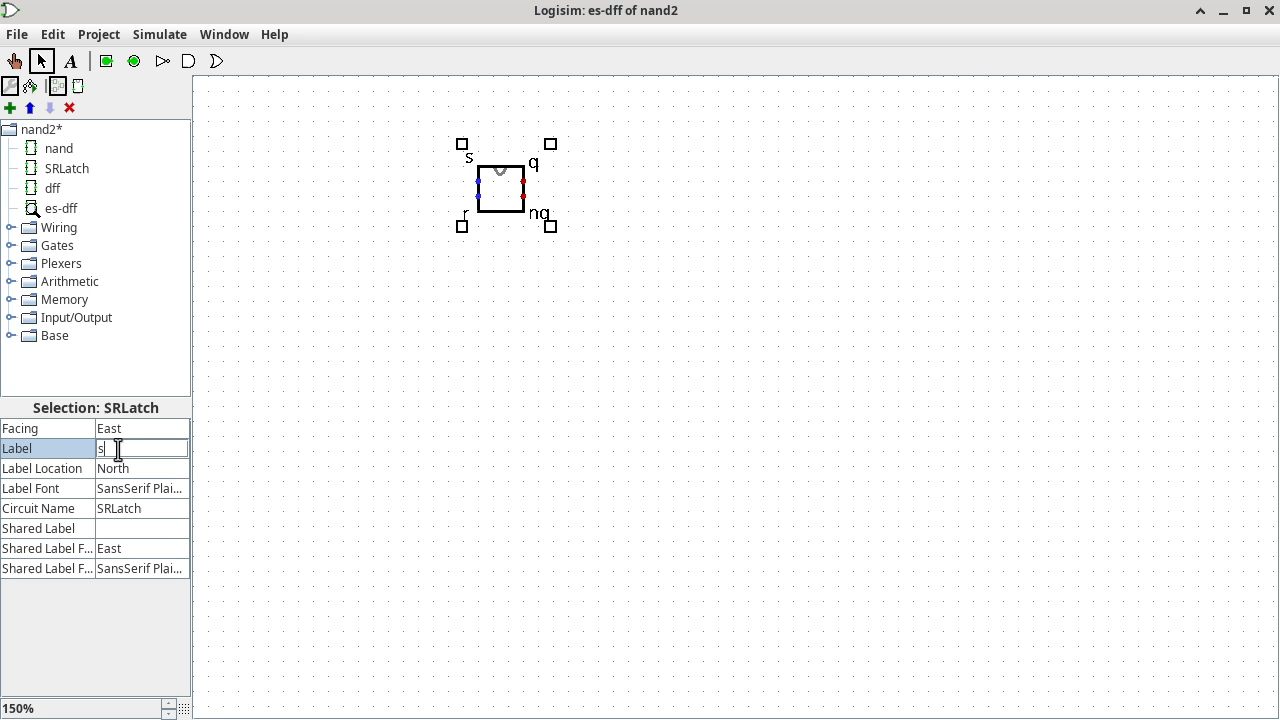 Logisim: es-dff of nand2
File Edit Project Simulate Window Help
A
nand2*
nand
SRLatch
dff
es-dff
Wiring
Gates
Plexers
Arithmetic
Memory
Input/Output
Base
s q
r nq
Selection: SRLatch
Facing East
Label s
Label Location North
Label Font SansSerif Plai...
Circuit Name SRLatch
Shared Label
Shared Label F... East
Shared Label F... SansSerif Plai...
150%